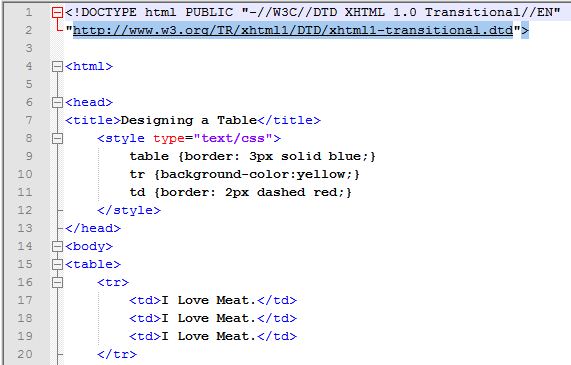 1 <!DOCTYPE html PUBLIC "-//W3C//DTD XHTML 1.0 Transitional//EN"
2 "http://www.w3.org/TR/xhtml1/DTD/xhtml1-transitional.dtd">
3
4 <html>
5
6 <head>
7 <title>Designing a Table</title>
8 <style type="text/css">
9 table {border: 3px solid blue;}
10 tr {background-color:yellow;}
11 td {border: 2px dashed red;}
12 </style>
13 </head>
14 <body>
15 <table>
16 <tr>
17 <td>I Love Meat.</td>
18 <td>I Love Meat.</td>
19 <td>I Love Meat.</td>
20 </tr>